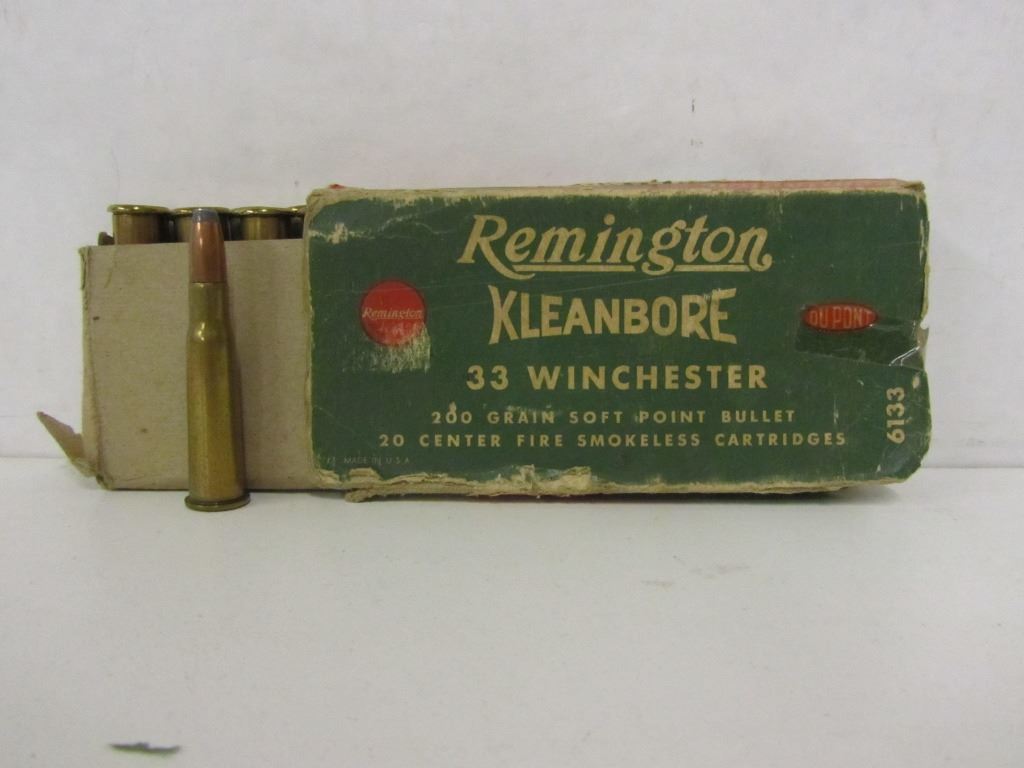 Remington
KLEANBORE
Remington
DU PONT
33 WINCHESTER
200 GRAIN SOFT POINT BULLET
20 CENTER FIRE SMOKELESS CARTRIDGES
6133
MADE IN U.S.A